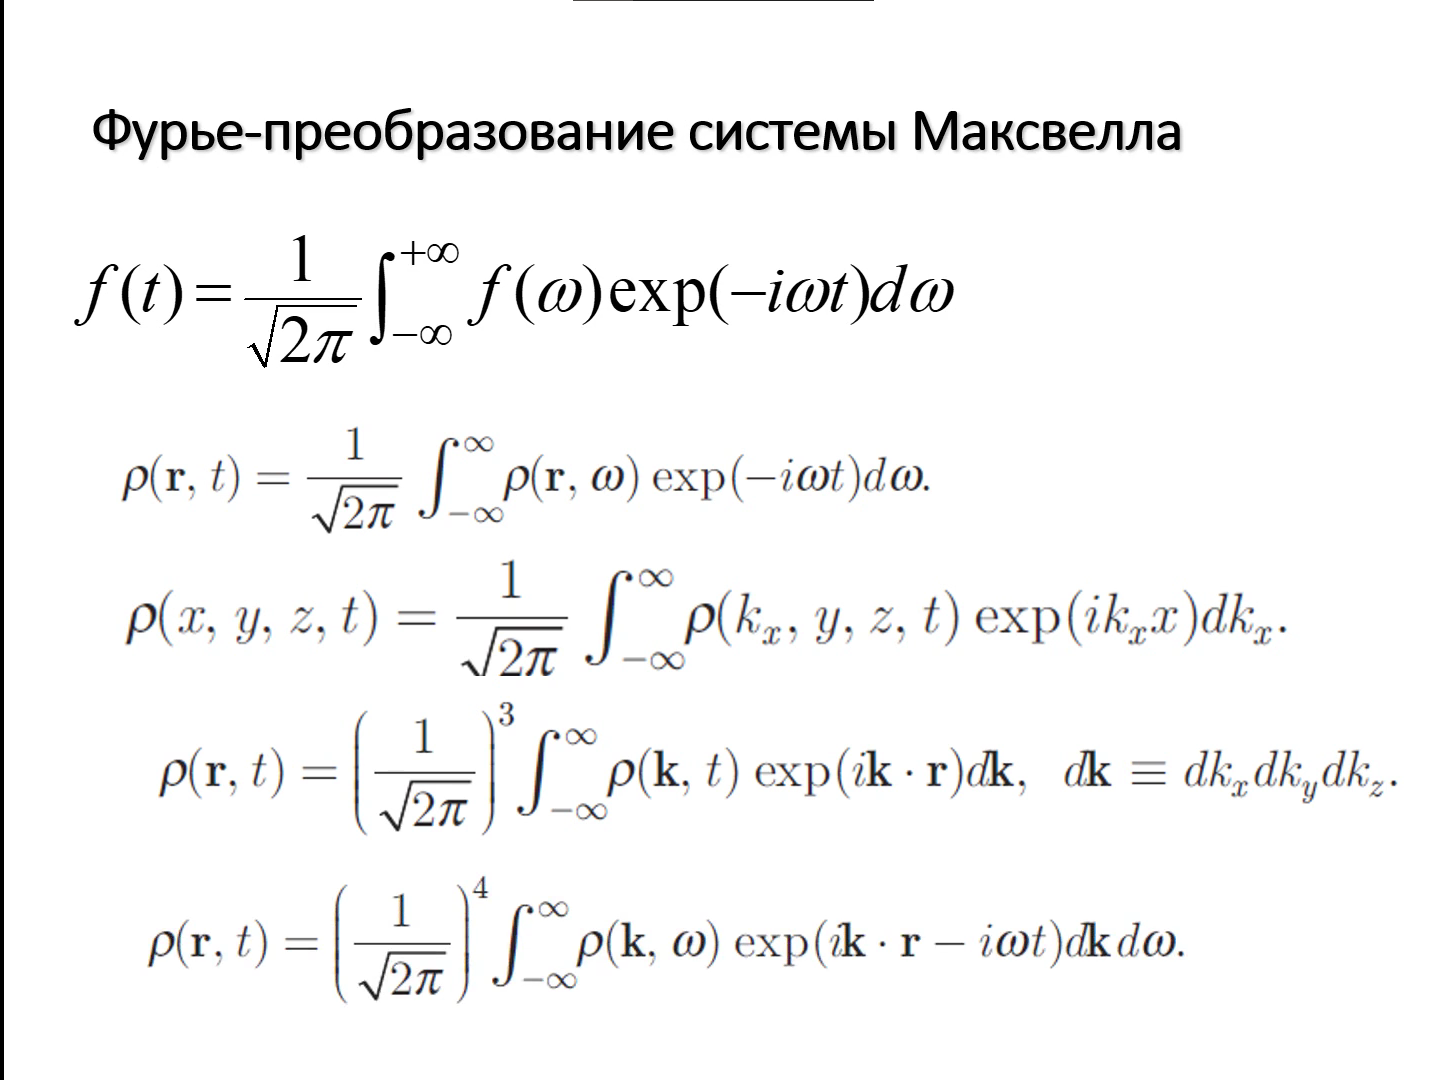 Фурье-преобразование системы Максвелла
f(t) = \frac{1}{\sqrt{2\pi}} \int_{-\infty}^{+\infty} f(\omega) \exp(-i\omega t) d\omega
\rho(\mathbf{r}, t) = \frac{1}{\sqrt{2\pi}} \int_{-\infty}^{\infty} \rho(\mathbf{r}, \omega) \exp(-i\omega t) d\omega.
\rho(x, y, z, t) = \frac{1}{\sqrt{2\pi}} \int_{-\infty}^{\infty} \rho(k_x, y, z, t) \exp(ik_x x) dk_x.
\rho(\mathbf{r}, t) = \left( \frac{1}{\sqrt{2\pi}} \right)^3 \int_{-\infty}^{\infty} \rho(\mathbf{k}, t) \exp(i\mathbf{k} \cdot \mathbf{r}) d\mathbf{k}, \quad d\mathbf{k} \equiv dk_x dk_y dk_z.
\rho(\mathbf{r}, t) = \left( \frac{1}{\sqrt{2\pi}} \right)^4 \int_{-\infty}^{\infty} \rho(\mathbf{k}, \omega) \exp(i\mathbf{k} \cdot \mathbf{r} - i\omega t) d\mathbf{k} d\omega.